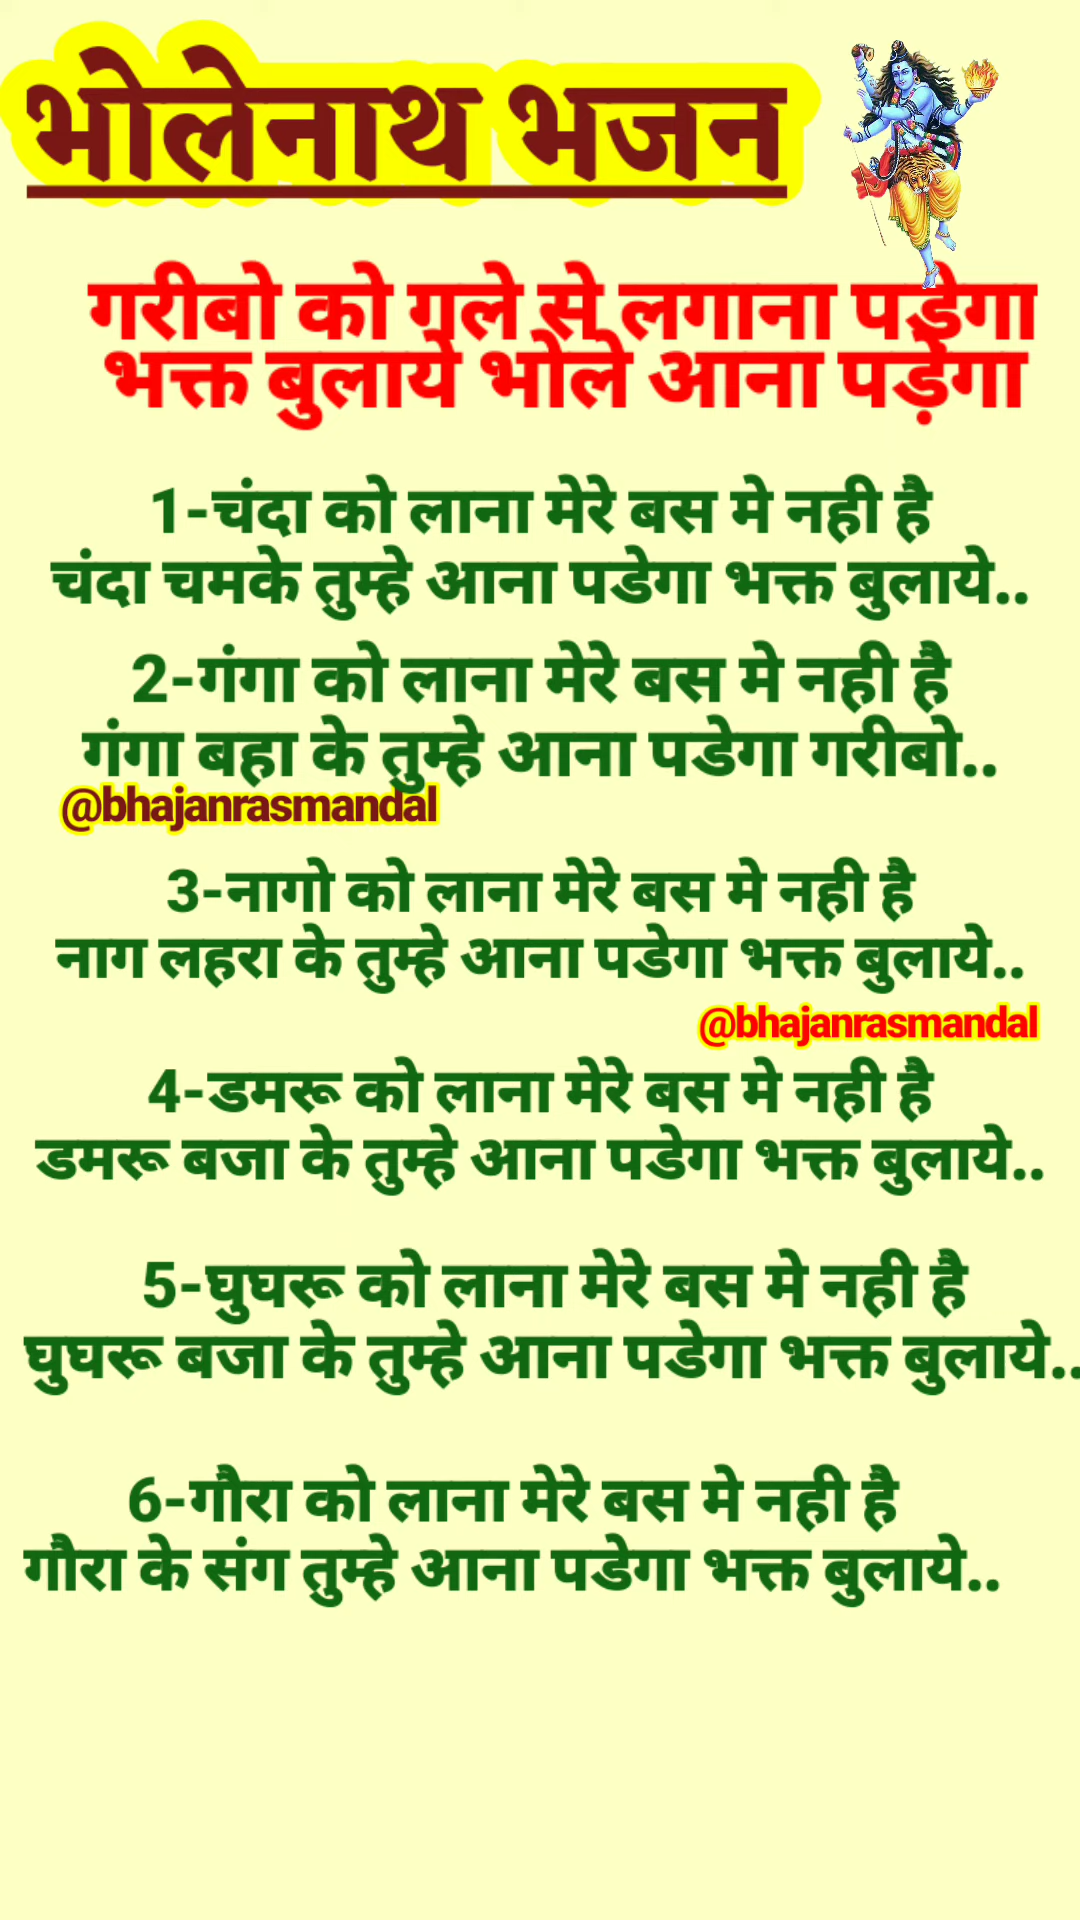 भोलेनाथ भजन
गरीबो को गले से लगाना पड़ेगा
भक्त बुलाये भोले आना पड़ेगा
1-चंदा को लाना मेरे बस मे नही है
चंदा चमके तुम्हे आना पडेगा भक्त बुलाये..
2-गंगा को लाना मेरे बस मे नही है
गंगा बहा के तुम्हे आना पडेगा गरीबो..
@bhajanrasmandal
3-नागो को लाना मेरे बस मे नही है
नाग लहरा के तुम्हे आना पडेगा भक्त बुलाये..
@bhajanrasmandal
4-डमरू को लाना मेरे बस मे नही है
डमरू बजा के तुम्हे आना पडेगा भक्त बुलाये..
5-घुघरू को लाना मेरे बस मे नही है
घुघरू बजा के तुम्हे आना पडेगा भक्त बुलाये..
6-गौरा को लाना मेरे बस मे नही है
गौरा के संग तुम्हे आना पडेगा भक्त बुलाये..